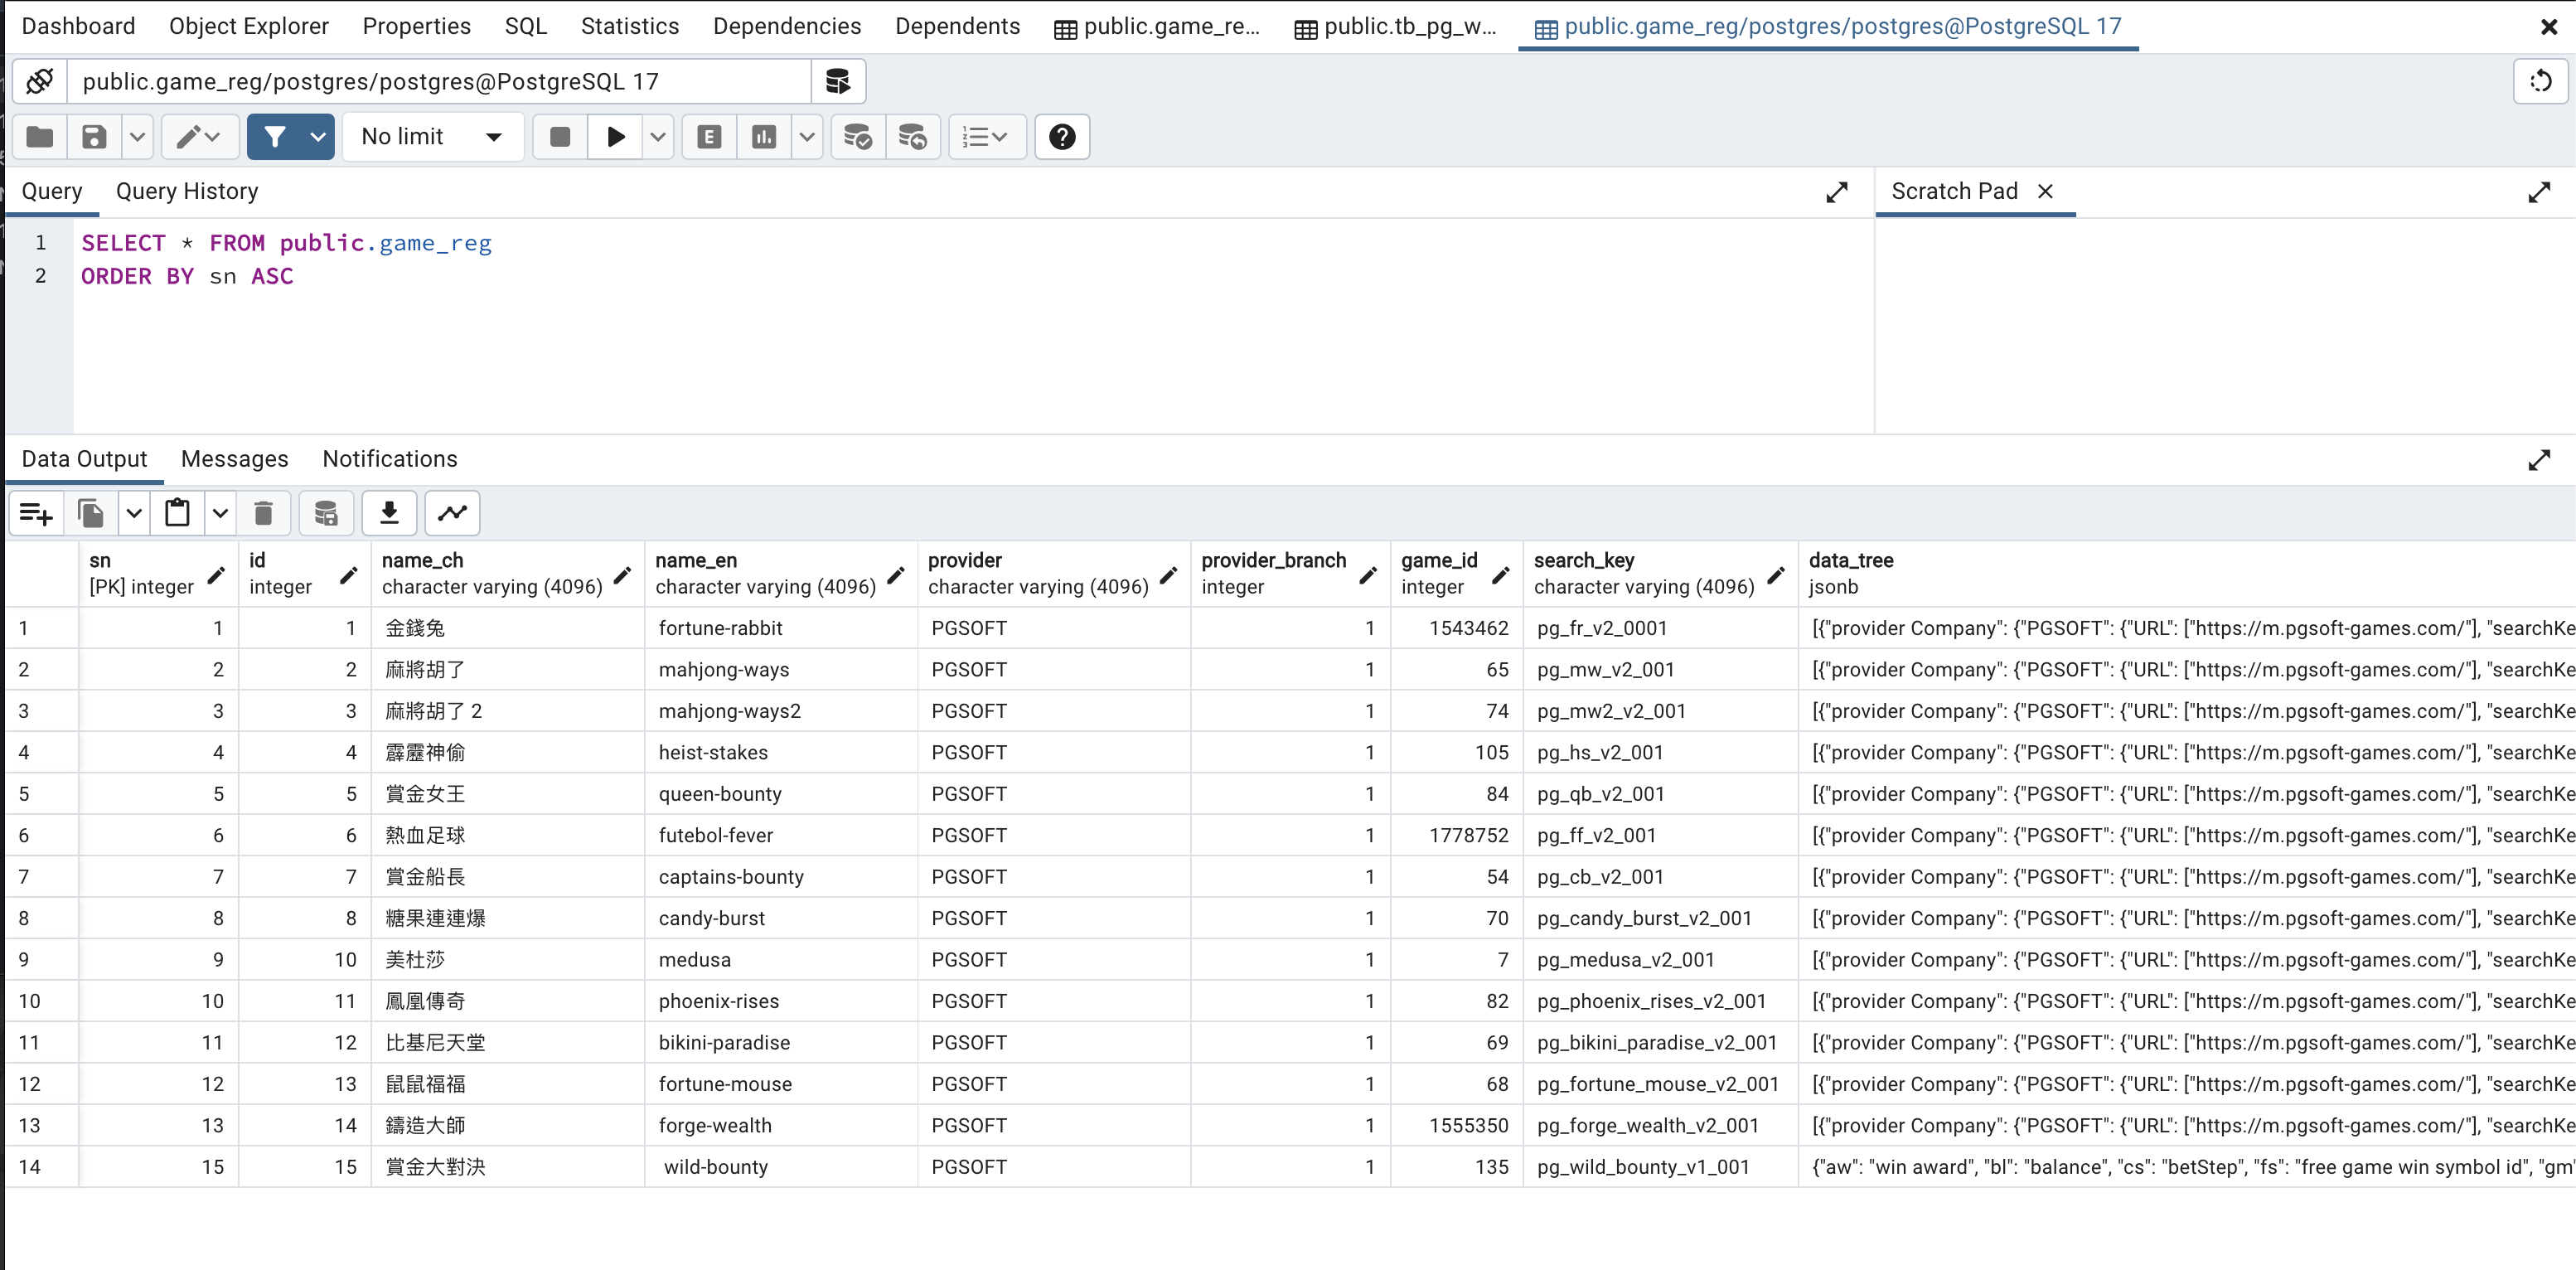 Dashboard Object Explorer Properties SQL Statistics Dependencies Dependents public.game_re... public.tb_pg_w... public.game_reg/postgres/postgres@PostgreSQL 17
public.game_reg/postgres/postgres@PostgreSQL 17
No limit E
Query Query History Scratch Pad
1 SELECT * FROM public.game_reg
2 ORDER BY sn ASC
Data Output Messages Notifications
sn id name_ch name_en provider provider_branch game_id search_key data_tree
[PK] integer integer character varying (4096) character varying (4096) character varying (4096) integer integer character varying (4096) jsonb
1 1 1 金錢兔 fortune-rabbit PGSOFT 1 1543462 pg_fr_v2_0001 [{"provider Company": {"PGSOFT": {"URL": ["https://m.pgsoft-games.com/"], "searchKe
2 2 2 麻將胡了 mahjong-ways PGSOFT 1 65 pg_mw_v2_001 [{"provider Company": {"PGSOFT": {"URL": ["https://m.pgsoft-games.com/"], "searchKe
3 3 3 麻將胡了 2 mahjong-ways2 PGSOFT 1 74 pg_mw2_v2_001 [{"provider Company": {"PGSOFT": {"URL": ["https://m.pgsoft-games.com/"], "searchKe
4 4 4 霹靂神偷 heist-stakes PGSOFT 1 105 pg_hs_v2_001 [{"provider Company": {"PGSOFT": {"URL": ["https://m.pgsoft-games.com/"], "searchKe
5 5 5 賞金女王 queen-bounty PGSOFT 1 84 pg_qb_v2_001 [{"provider Company": {"PGSOFT": {"URL": ["https://m.pgsoft-games.com/"], "searchKe
6 6 6 熱血足球 futebol-fever PGSOFT 1 1778752 pg_ff_v2_001 [{"provider Company": {"PGSOFT": {"URL": ["https://m.pgsoft-games.com/"], "searchKe
7 7 7 賞金船長 captains-bounty PGSOFT 1 54 pg_cb_v2_001 [{"provider Company": {"PGSOFT": {"URL": ["https://m.pgsoft-games.com/"], "searchKe
8 8 8 糖果連連爆 candy-burst PGSOFT 1 70 pg_candy_burst_v2_001 [{"provider Company": {"PGSOFT": {"URL": ["https://m.pgsoft-games.com/"], "searchKe
9 9 10 美杜莎 medusa PGSOFT 1 7 pg_medusa_v2_001 [{"provider Company": {"PGSOFT": {"URL": ["https://m.pgsoft-games.com/"], "searchKe
10 10 11 鳳凰傳奇 phoenix-rises PGSOFT 1 82 pg_phoenix_rises_v2_001 [{"provider Company": {"PGSOFT": {"URL": ["https://m.pgsoft-games.com/"], "searchKe
11 11 12 比基尼天堂 bikini-paradise PGSOFT 1 69 pg_bikini_paradise_v2_001 [{"provider Company": {"PGSOFT": {"URL": ["https://m.pgsoft-games.com/"], "searchKe
12 12 13 鼠鼠福福 fortune-mouse PGSOFT 1 68 pg_fortune_mouse_v2_001 [{"provider Company": {"PGSOFT": {"URL": ["https://m.pgsoft-games.com/"], "searchKe
13 13 14 鑄造大師 forge-wealth PGSOFT 1 1555350 pg_forge_wealth_v2_001 [{"provider Company": {"PGSOFT": {"URL": ["https://m.pgsoft-games.com/"], "searchKe
14 15 15 賞金大對決 wild-bounty PGSOFT 1 135 pg_wild_bounty_v1_001 {"aw": "win award", "bl": "balance", "cs": "betStep", "fs": "free game win symbol id", "gm"